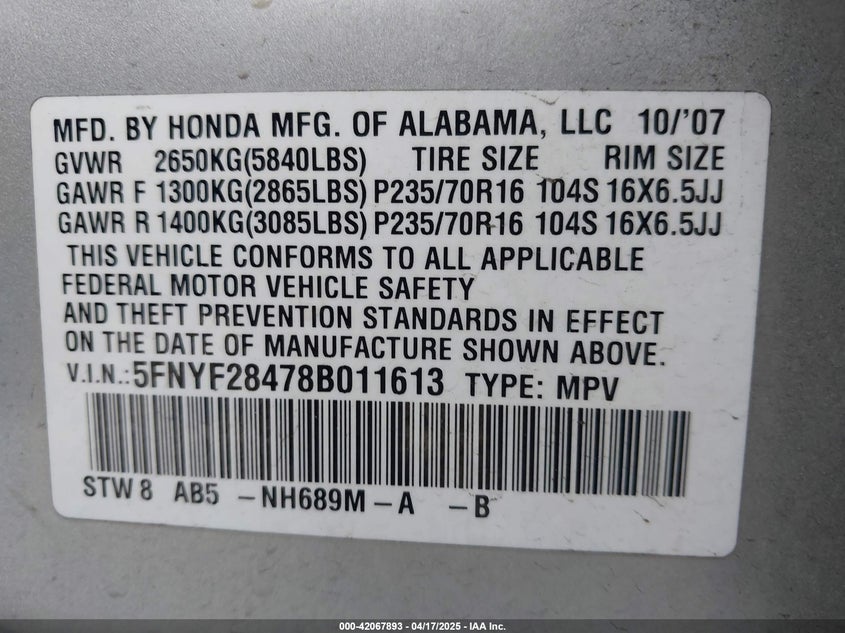 MFD. BY HONDA MFG. OF ALABAMA, LLC 10/'07
GVWR 2650KG(5840LBS) TIRE SIZE RIM SIZE
GAWR F 1300KG(2865LBS) P235/70R16 104S 16X6.5JJ
GAWR R 1400KG(3085LBS) P235/70R16 104S 16X6.5JJ
THIS VEHICLE CONFORMS TO ALL APPLICABLE
FEDERAL MOTOR VEHICLE SAFETY
AND THEFT PREVENTION STANDARDS IN EFFECT
ON THE DATE OF MANUFACTURE SHOWN ABOVE.
V.I.N.:5FNYF28478B011613 TYPE: MPV
STW 8 AB5 -NH689M-A -B
000-42067893 - 04/17/2025 - IAA Inc.